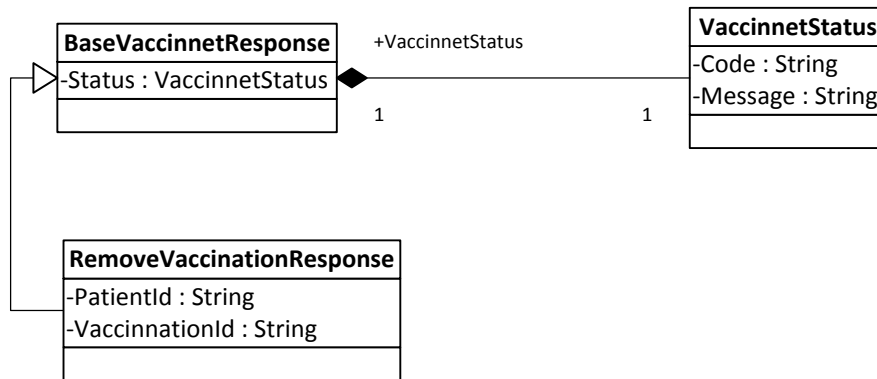 BaseVaccinnetResponse
-Status : VaccinnetStatus
+VaccinnetStatus
1
1
VaccinnetStatus
-Code : String
-Message : String
RemoveVaccinationResponse
-PatientId : String
-VaccinnationId : String